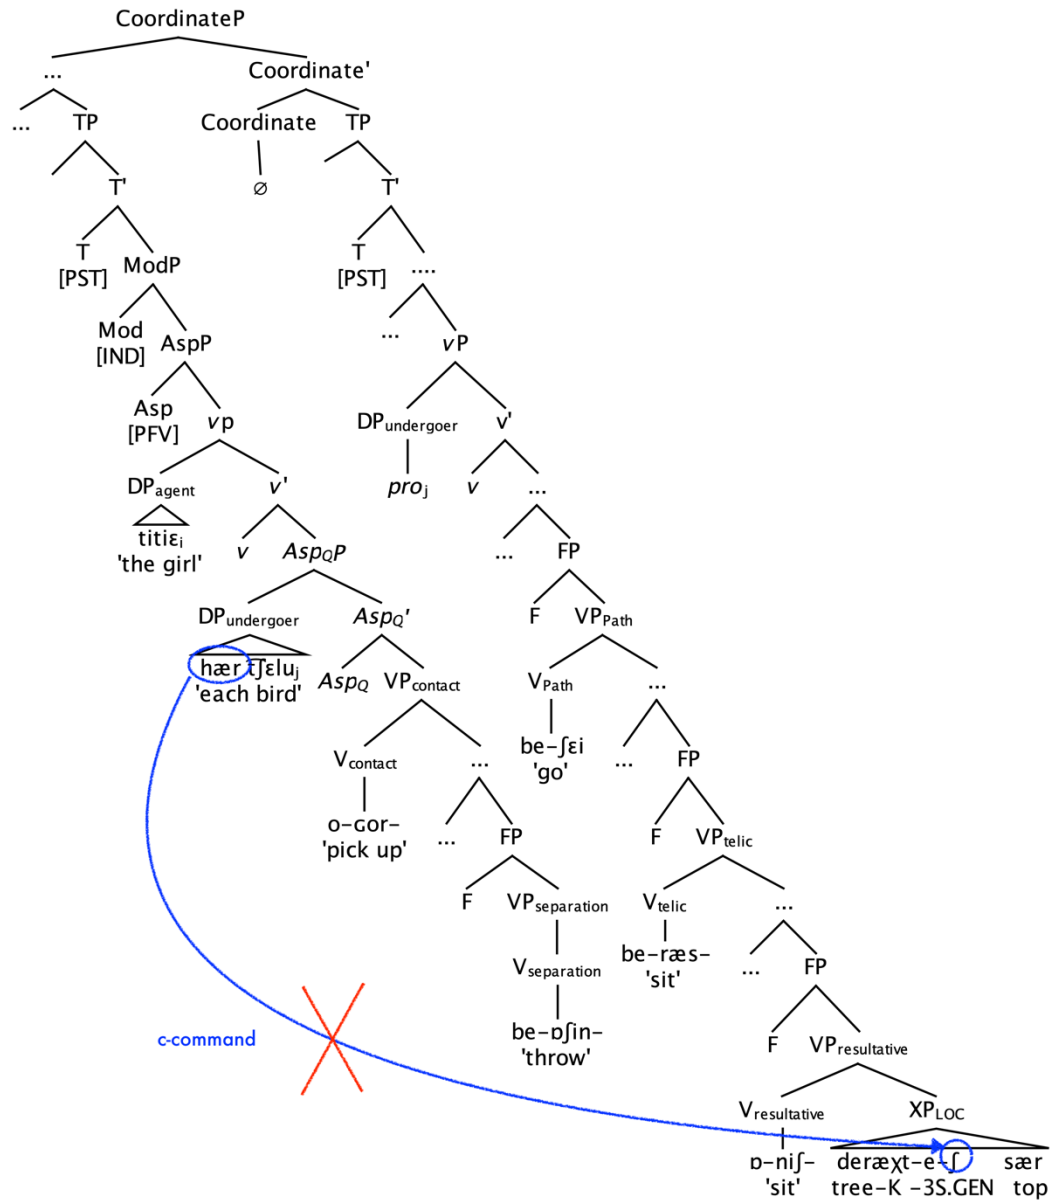 CoordinateP
... Coordinate'
... TP Coordinate TP
T' ∅ T'
T ModP T ....
[PST] [PST]
Mod AspP ... vP
[IND]
Asp vp DPundergoer v'
[PFV]
DPagent v' proj v ...
titiɛi v AspQP ... FP
'the girl'
DPundergoer AspQ' F VPPath
hær t͡ʃɛluj AspQ VPcontact VPath ...
'each bird'
Vcontact ... be-ʃɛi ... FP
'go'
o-ɢor- ... FP F VPtelic
'pick up'
F VPseparation Vtelic ...
Vseparation be-ræs- ... FP
'sit'
be-ɒʃin- F VPresultative
'throw'
c-command
Vresultative XPLOC
ɒ-niʃ- deræχt-e-ʃ sær
'sit' tree-K -3S.GEN top